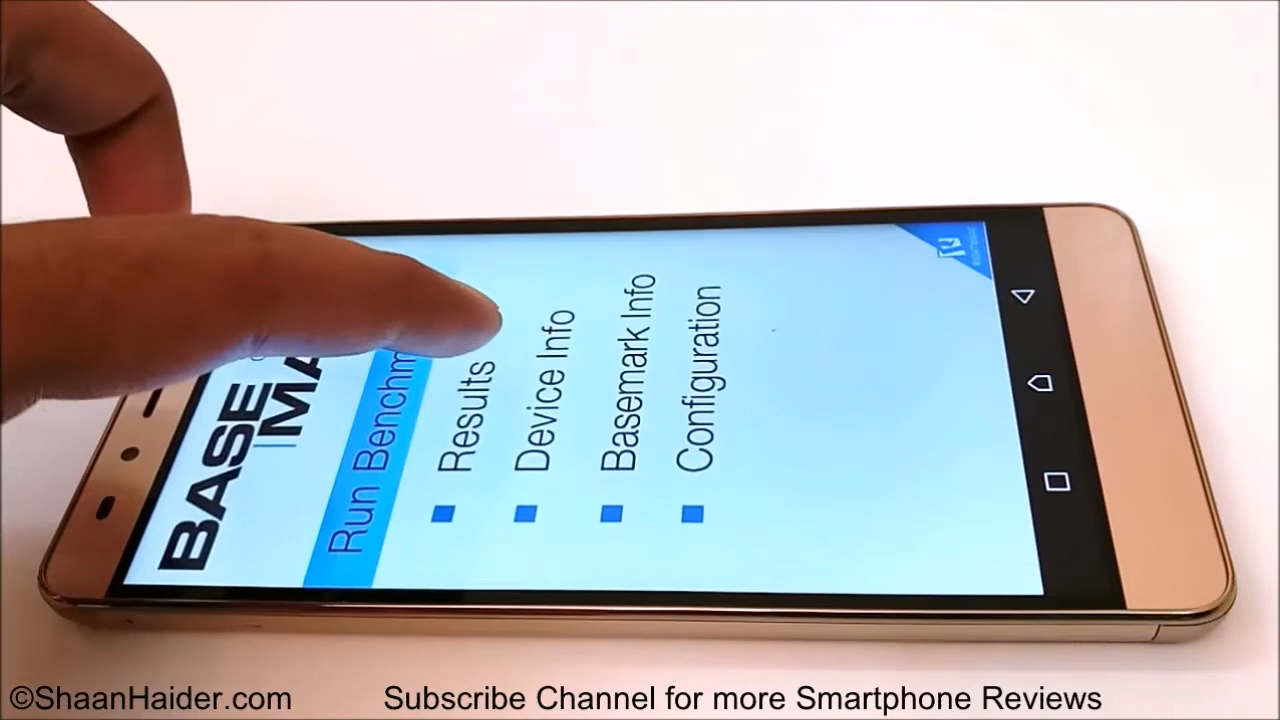 BASE
MA
Run Benchm
Results
Device Info
Basemark Info
Configuration
©ShaanHaider.com
Subscribe Channel for more Smartphone Reviews